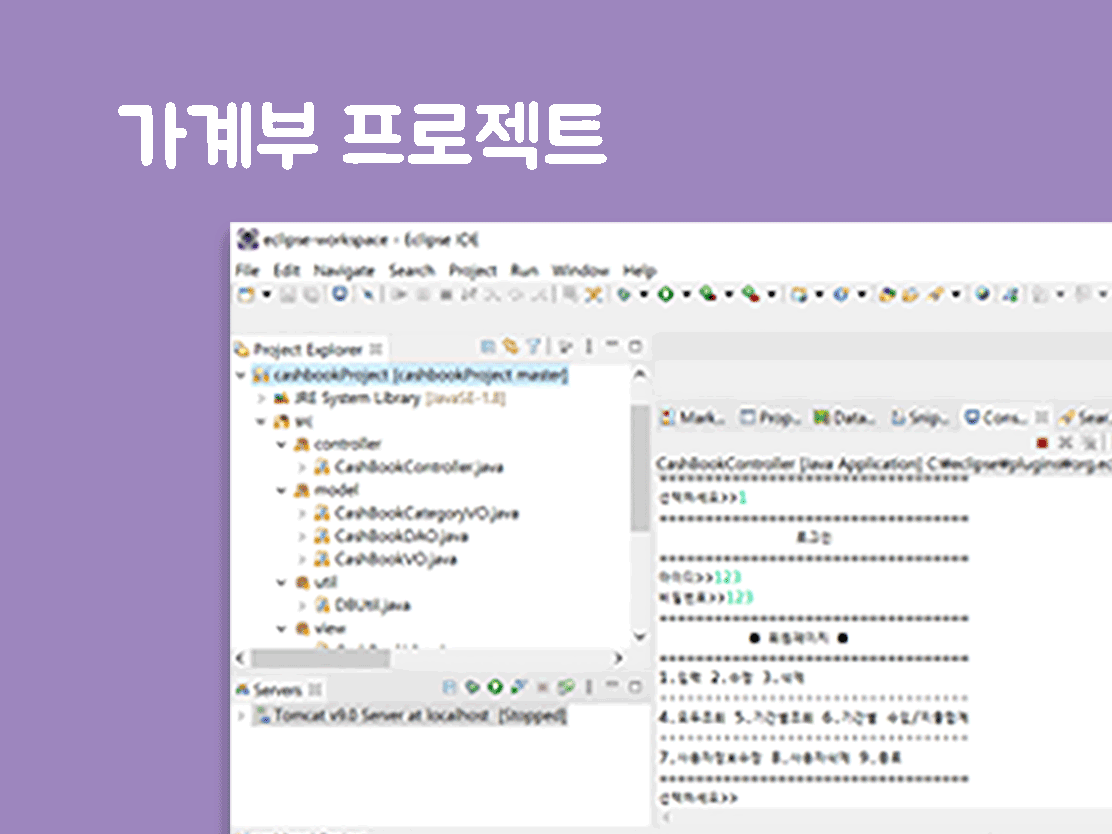 가계부 프로젝트
eclipse-workspace - Eclipse IDE
File Edit Navigate Search Project Run Window Help
Project Explorer
cashbookProject [cashbookProject master]
JRE System Library [JavaSE-1.8]
src
controller
CashBookController.java
model
CashBookCategoryVO.java
CashBookDAO.java
CashBookVO.java
util
DBUtil.java
view
Servers
Tomcat v9.0 Server at localhost [Stopped]
Mark... Prop... Data... Snip... Cons... Sear
CashBookController [Java Application] C:₩eclipse₩plugins₩org.ec
선택하세요>>1
로그인
아이디>>123
비밀번호>>123
● 회원페이지 ●
1.입력 2.수정 3.삭제
4.모두조회 5.기간별조회 6.기간별 수입/지출합계
7.사용자정보수정 8.사용자삭제 9.종료
선택하세요>>